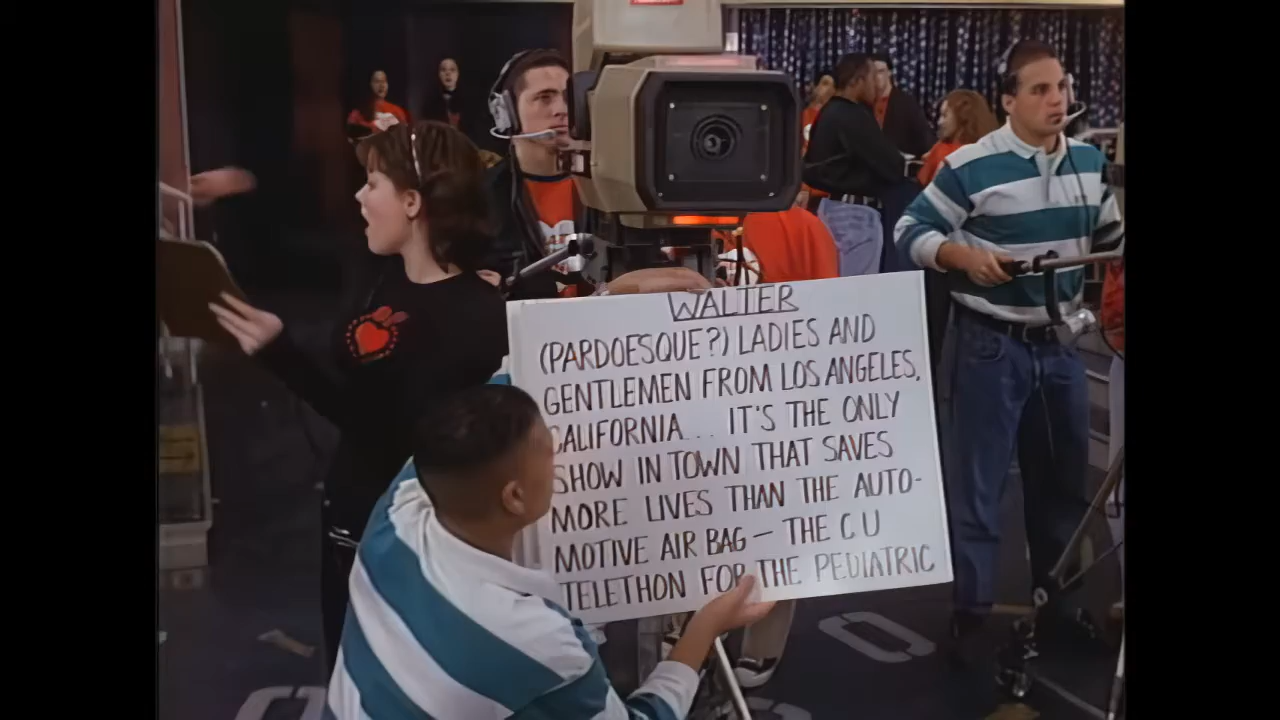 WALTER
(PARDOESQUE?) LADIES AND
GENTLEMEN FROM LOS ANGELES,
CALIFORNIA... IT'S THE ONLY
SHOW IN TOWN THAT SAVES
MORE LIVES THAN THE AUTO-
MOTIVE AIR BAG — THE C U
TELETHON FOR THE PEDIATRIC